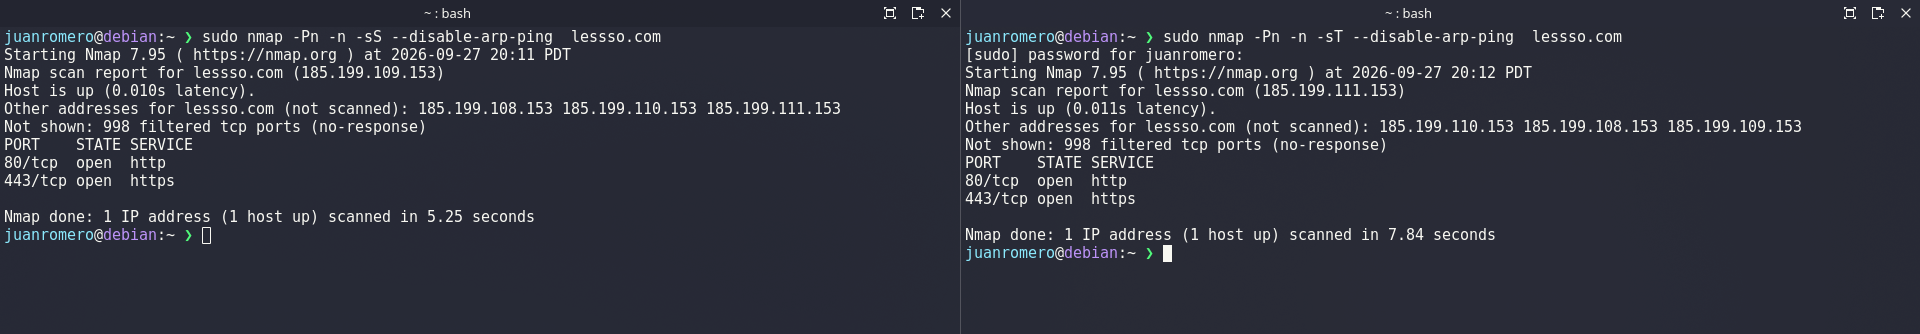 ~ : bash
juanromero@debian:~ ❯ sudo nmap -Pn -n -sS --disable-arp-ping  lessso.com
Starting Nmap 7.95 ( https://nmap.org ) at 2026-09-27 20:11 PDT
Nmap scan report for lessso.com (185.199.109.153)
Host is up (0.010s latency).
Other addresses for lessso.com (not scanned): 185.199.108.153 185.199.110.153 185.199.111.153
Not shown: 998 filtered tcp ports (no-response)
PORT    STATE SERVICE
80/tcp  open  http
443/tcp open  https

Nmap done: 1 IP address (1 host up) scanned in 5.25 seconds
juanromero@debian:~ ❯
~ : bash
juanromero@debian:~ ❯ sudo nmap -Pn -n -sT --disable-arp-ping  lessso.com
[sudo] password for juanromero:
Starting Nmap 7.95 ( https://nmap.org ) at 2026-09-27 20:12 PDT
Nmap scan report for lessso.com (185.199.111.153)
Host is up (0.011s latency).
Other addresses for lessso.com (not scanned): 185.199.110.153 185.199.108.153 185.199.109.153
Not shown: 998 filtered tcp ports (no-response)
PORT    STATE SERVICE
80/tcp  open  http
443/tcp open  https

Nmap done: 1 IP address (1 host up) scanned in 7.84 seconds
juanromero@debian:~ ❯